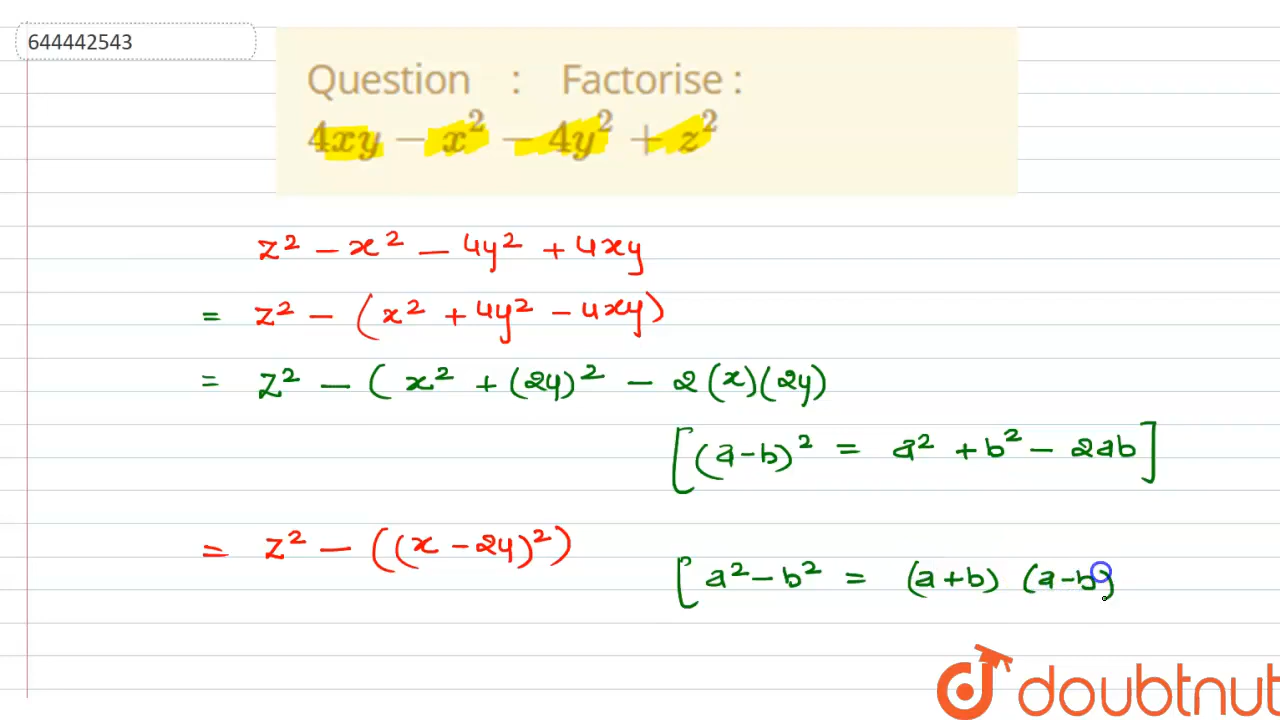 644442543
Question : Factorise :
4xy − x² − 4y² + z²
z² − x² − 4y² + 4xy
= z² − (x² + 4y² − 4xy)
= z² − ( x² + (2y)² − 2(x)(2y)
[(a−b)² = a² + b² − 2ab]
= z² − ((x − 2y)²)
[ a² − b² = (a+b) (a−b)
doubtnut